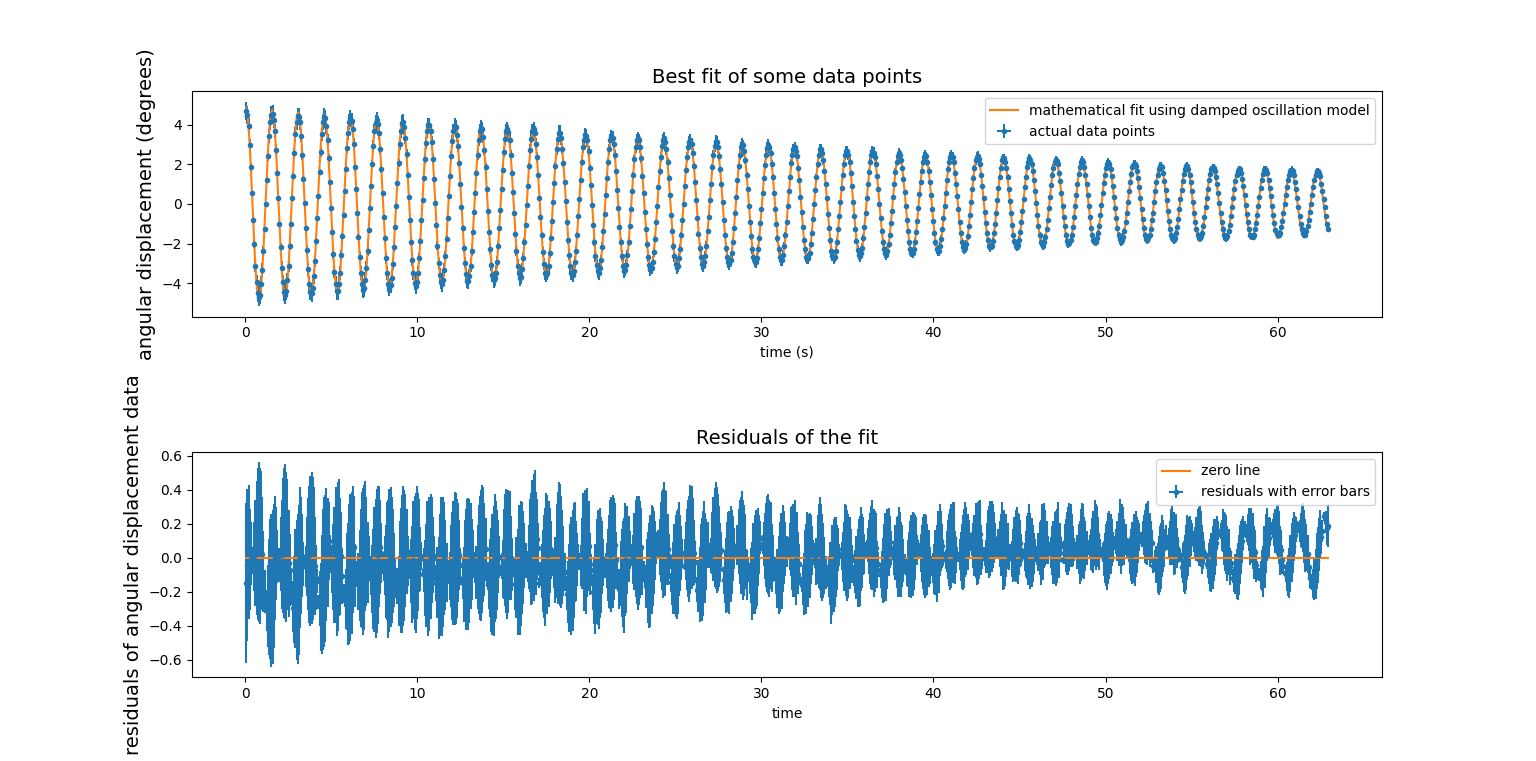 Best fit of some data points
angular displacement (degrees)
4
2
0
−2
−4
mathematical fit using damped oscillation model
actual data points
0 10 20 30 40 50 60
time (s)
Residuals of the fit
residuals of angular displacement data
0.6
0.4
0.2
0.0
−0.2
−0.4
−0.6
zero line
residuals with error bars
0 10 20 30 40 50 60
time